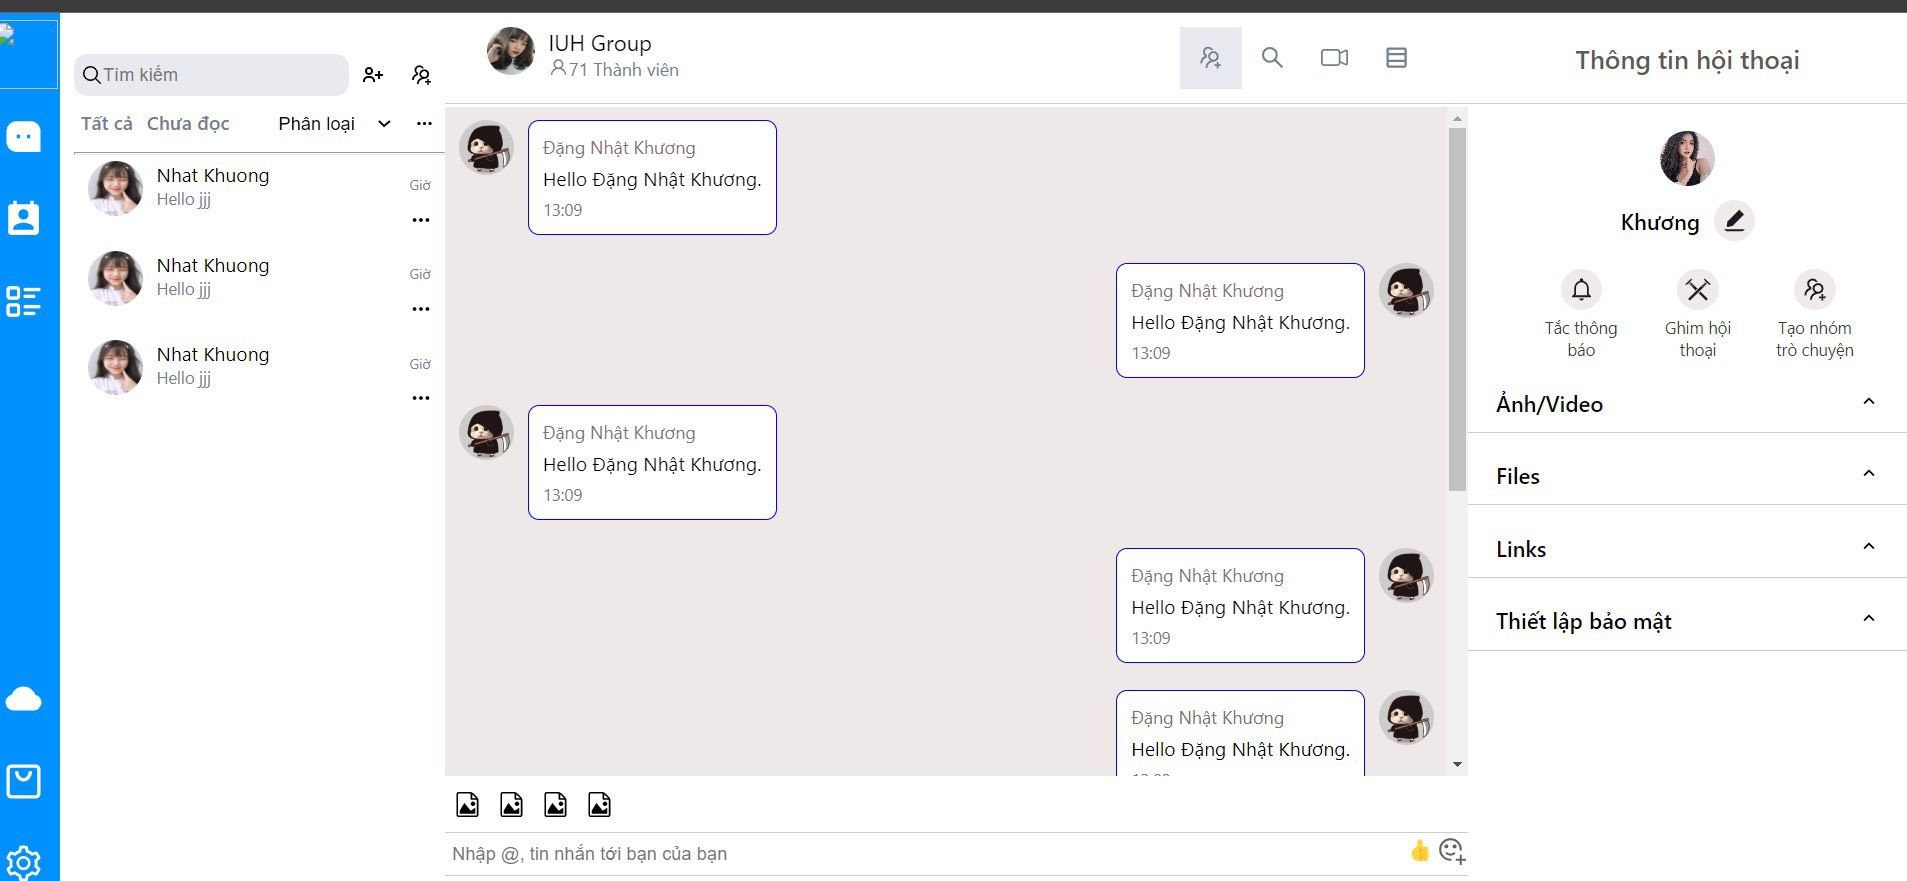 Tìm kiếm
Tất cả Chưa đọc Phân loại
Nhat Khuong
Giờ
Hello jjj
Nhat Khuong
Giờ
Hello jjj
Nhat Khuong
Giờ
Hello jjj
IUH Group
71 Thành viên
Đặng Nhật Khương
Hello Đặng Nhật Khương.
13:09
Đặng Nhật Khương
Hello Đặng Nhật Khương.
13:09
Đặng Nhật Khương
Hello Đặng Nhật Khương.
13:09
Đặng Nhật Khương
Hello Đặng Nhật Khương.
13:09
Đặng Nhật Khương
Hello Đặng Nhật Khương.
Nhập @, tin nhắn tới bạn của bạn
Thông tin hội thoại
Khương
Tắc thông
báo
Ghim hội
thoại
Tạo nhóm
trò chuyện
Ảnh/Video
Files
Links
Thiết lập bảo mật